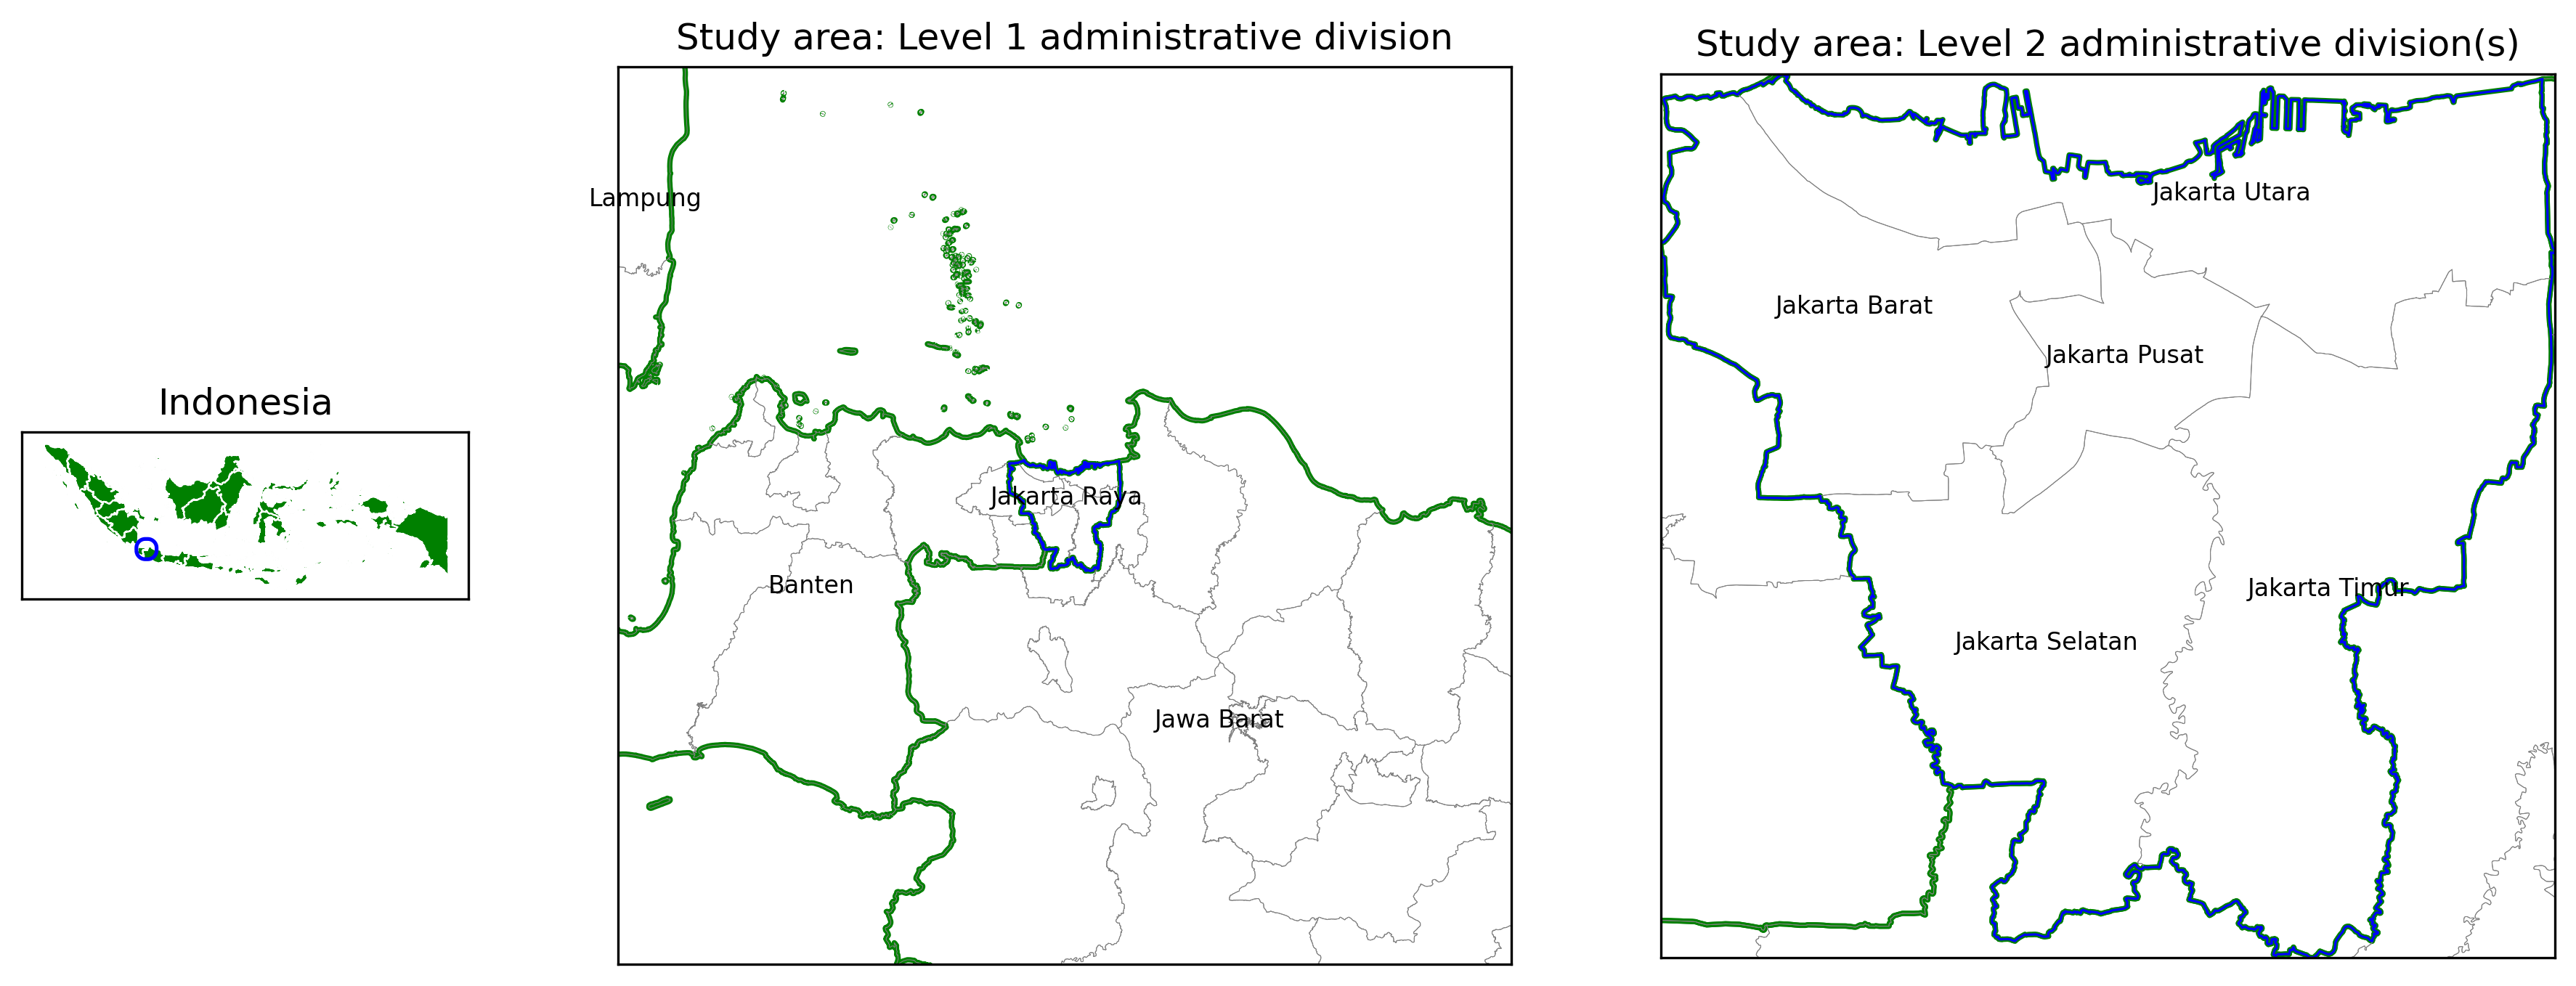 Indonesia
Study area: Level 1 administrative division
Lampung
Jakarta Raya
Banten
Jawa Barat
Study area: Level 2 administrative division(s)
Jakarta Utara
Jakarta Barat
Jakarta Pusat
Jakarta Timur
Jakarta Selatan